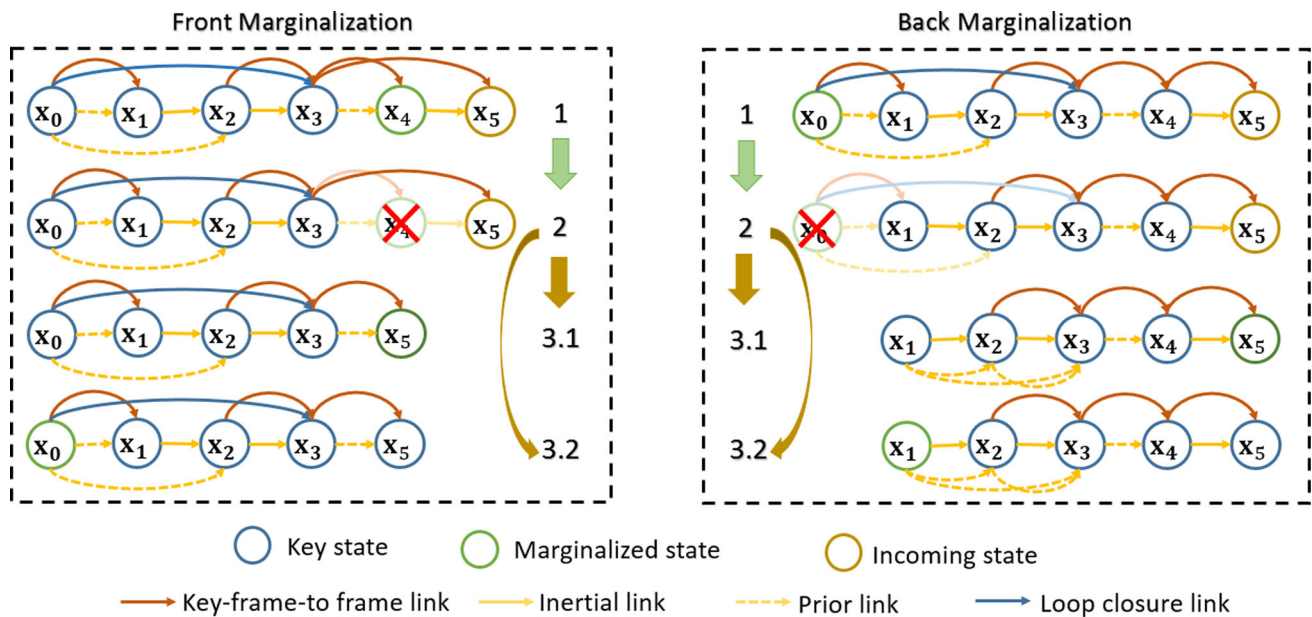 Front Marginalization
x0 x1 x2 x3 x4 x5 1
x0 x1 x2 x3 x4 x5 2
x0 x1 x2 x3 x5 3.1
x0 x1 x2 x3 x5 3.2
Back Marginalization
1 x0 x1 x2 x3 x4 x5
2 x0 x1 x2 x3 x4 x5
3.1 x1 x2 x3 x4 x5
3.2 x1 x2 x3 x4 x5
Key state Marginalized state Incoming state
Key-frame-to frame link Inertial link Prior link Loop closure link